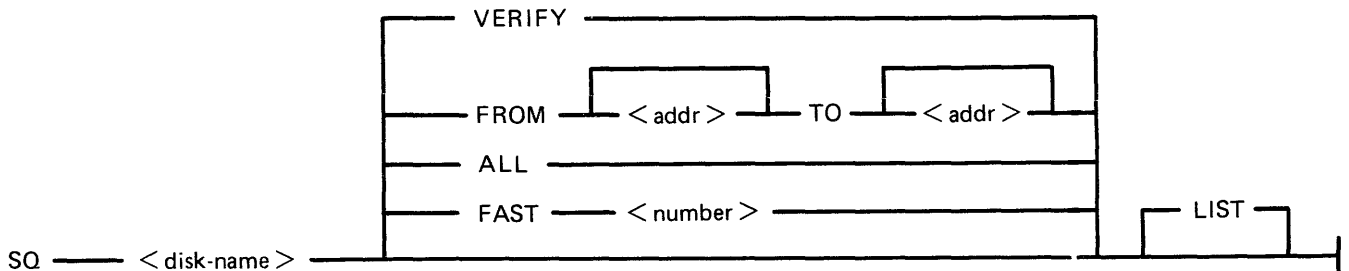 VERIFY
FROM <addr> TO <addr>
ALL
FAST <number>
LIST
SQ <disk-name>